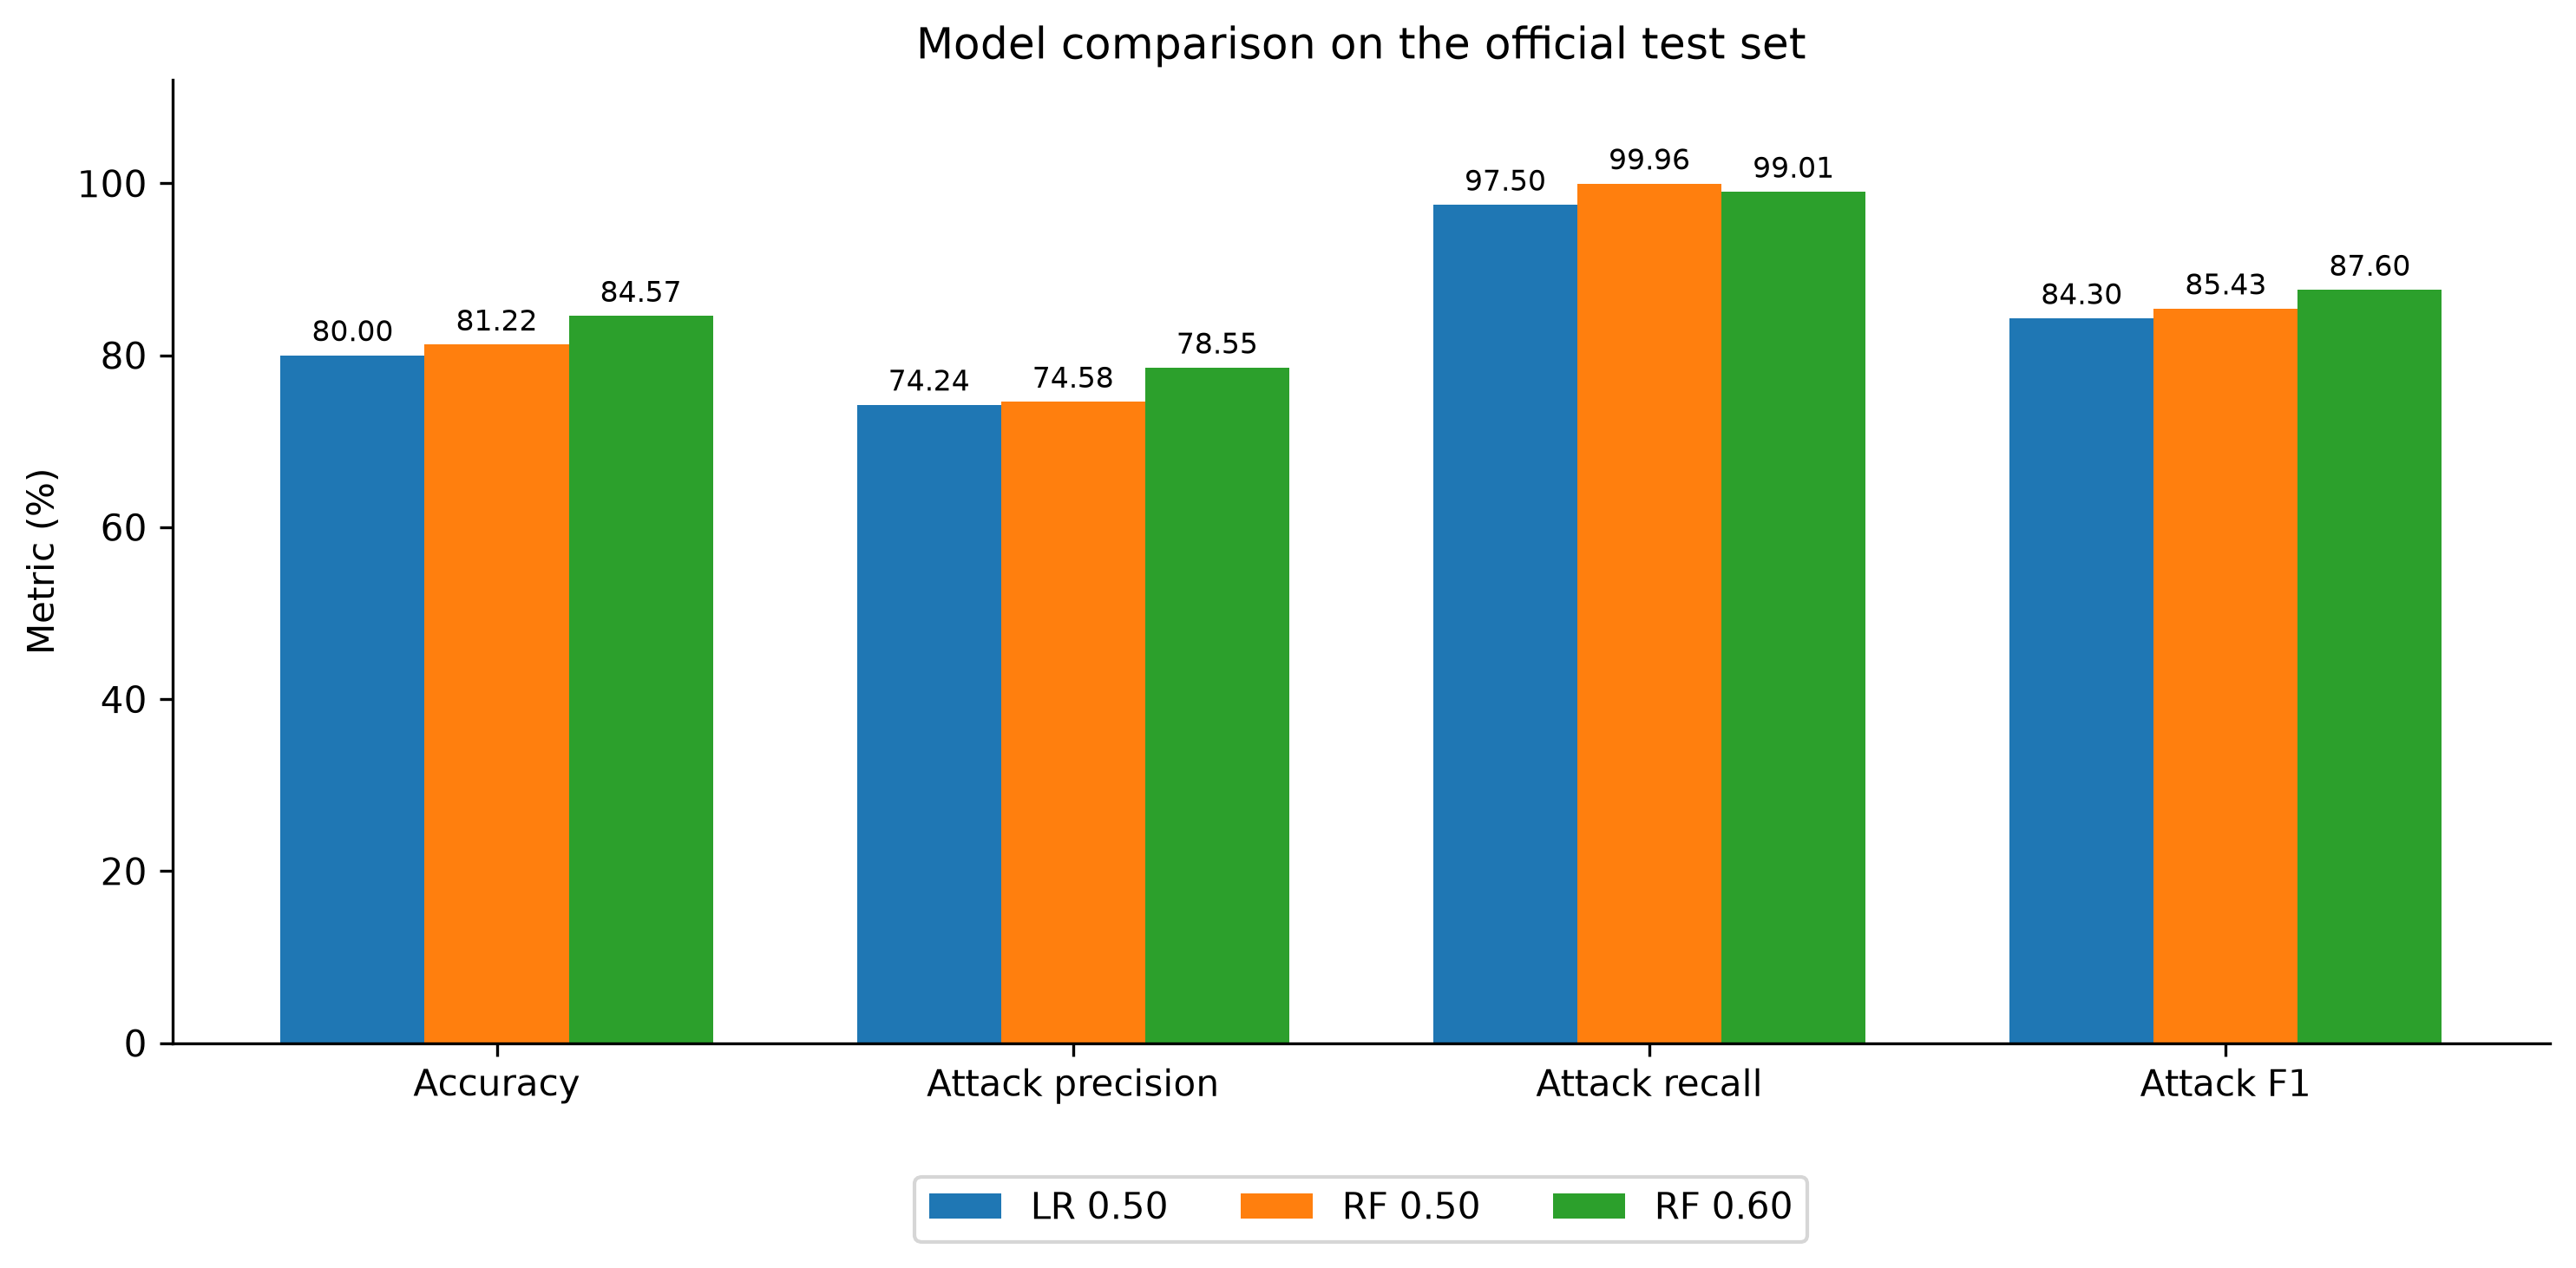 Model comparison on the official test set
Metric (%)
100
80
60
40
20
0
80.00
81.22
84.57
74.24
74.58
78.55
97.50
99.96
99.01
84.30
85.43
87.60
Accuracy
Attack precision
Attack recall
Attack F1
LR 0.50
RF 0.50
RF 0.60